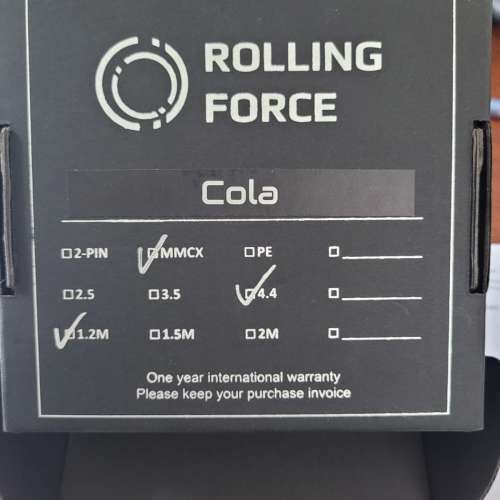 ROLLING
FORCE
Cola
2-PIN MMCX PE
2.5 3.5 4.4
1.2M 1.5M 2M
One year international warranty
Please keep your purchase invoice